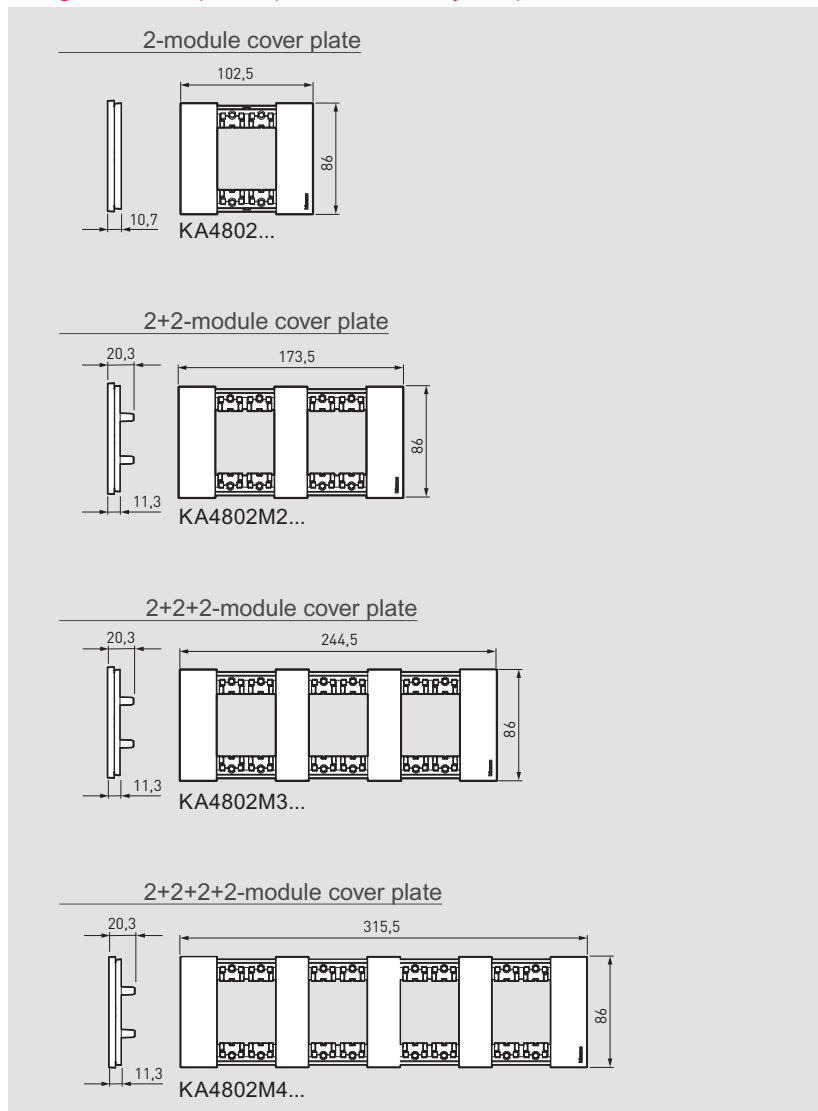 2-module cover plate
102,5
86
10,7
KA4802...
2+2-module cover plate
20,3
173,5
86
11,3
KA4802M2...
2+2+2-module cover plate
20,3
244,5
86
11,3
KA4802M3...
2+2+2+2-module cover plate
20,3
315,5
86
11,3
KA4802M4...